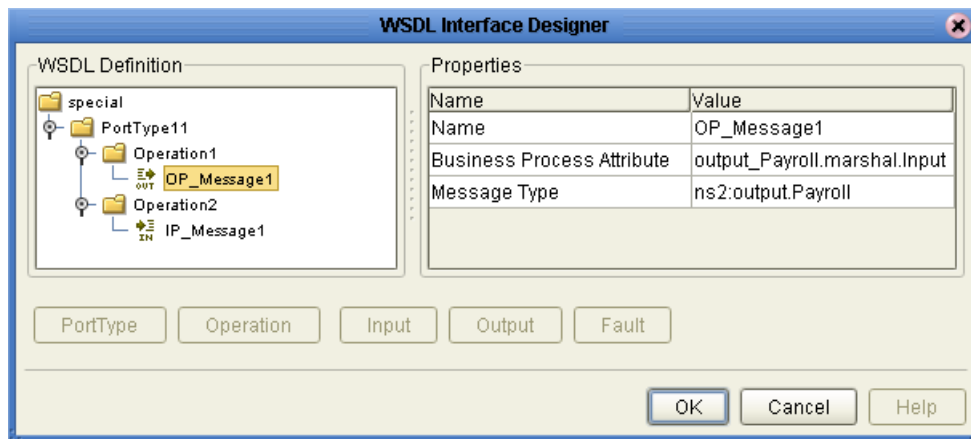 WSDL Interface Designer
WSDL Definition
special
PortType11
Operation1
OUT OP_Message1
Operation2
IN IP_Message1
Properties
Name Value
Name OP_Message1
Business Process Attribute output_Payroll.marshal.Input
Message Type ns2:output.Payroll
PortType Operation Input Output Fault
OK Cancel Help